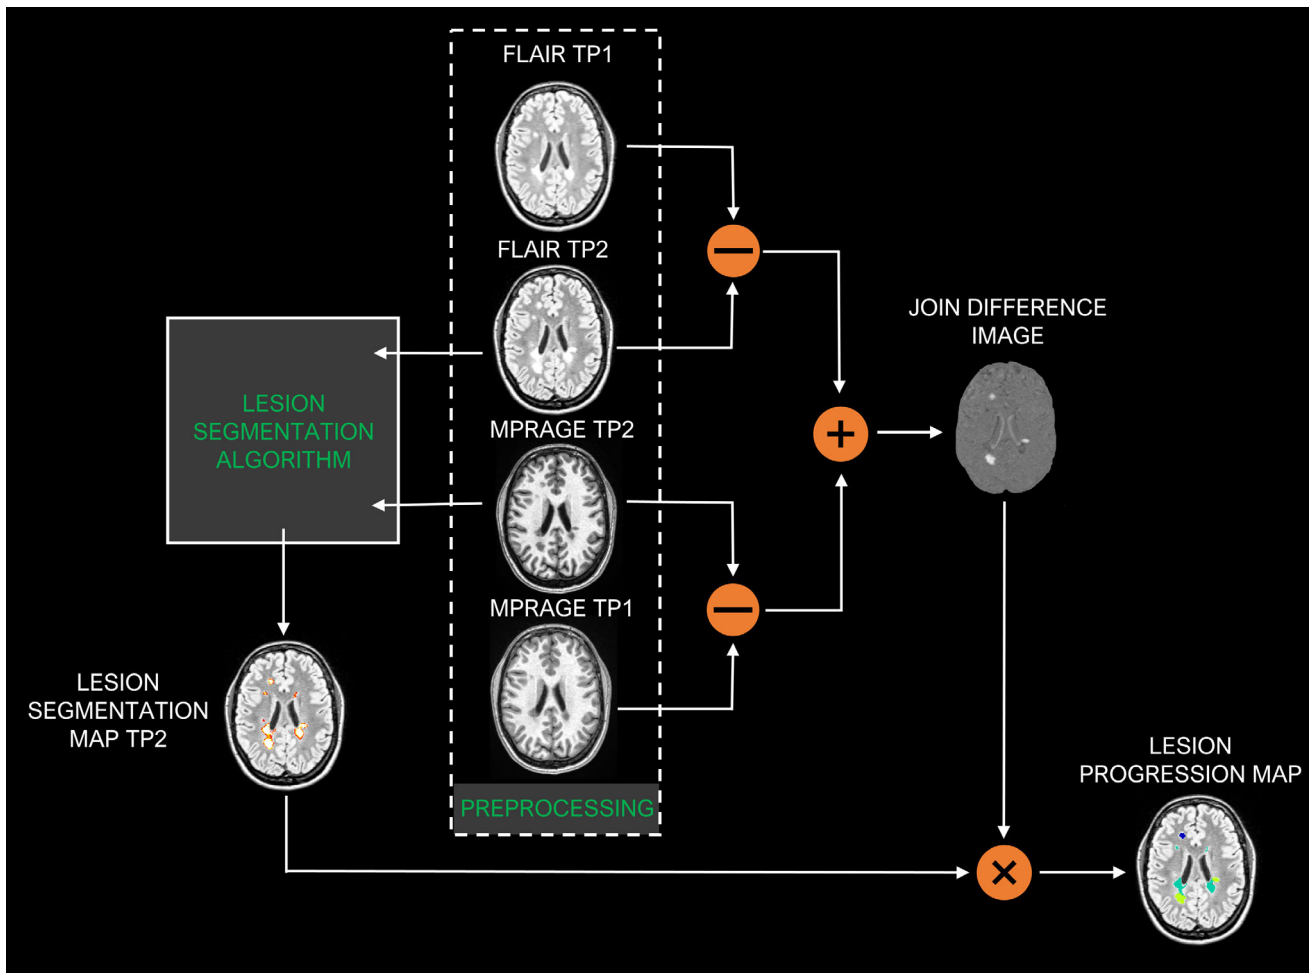 FLAIR TP1
FLAIR TP2
MPRAGE TP2
MPRAGE TP1
PREPROCESSING
LESION
SEGMENTATION
ALGORITHM
LESION
SEGMENTATION
MAP TP2
JOIN DIFFERENCE
IMAGE
LESION
PROGRESSION MAP